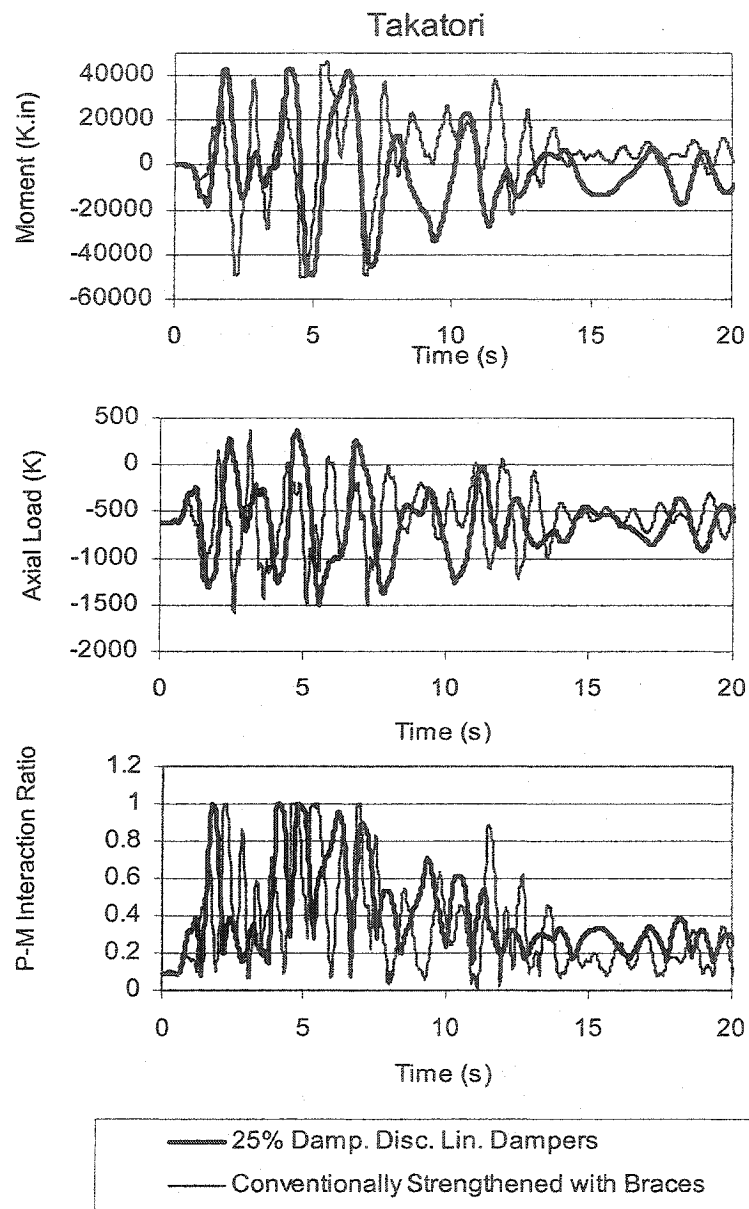 Takatori
Moment (K.in)
40000
20000
0
-20000
-40000
-60000
0 5 10 15 20
Time (s)
Axial Load (K)
500
0
-500
-1000
-1500
-2000
0 5 10 15 20
Time (s)
P-M Interaction Ratio
1.2
1
0.8
0.6
0.4
0.2
0
0 5 10 15 20
Time (s)
25% Damp. Disc. Lin. Dampers
Conventionally Strengthened with Braces